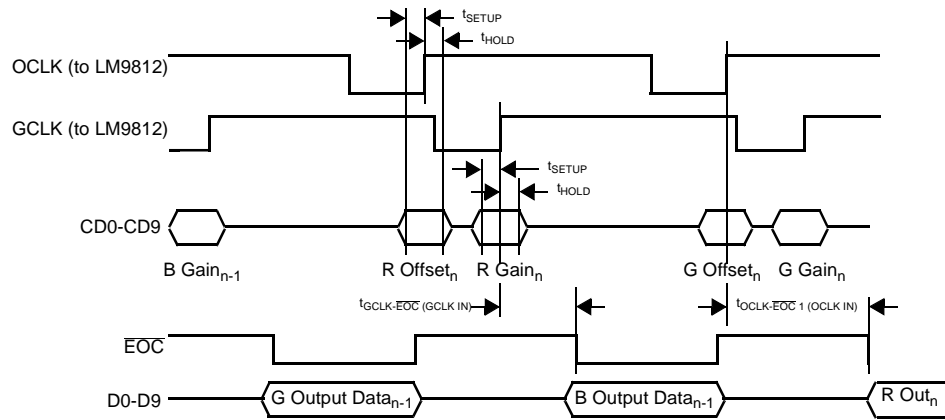 tSETUP
tHOLD
OCLK (to LM9812)
GCLK (to LM9812)
tSETUP
tHOLD
CD0-CD9
B Gainn-1
R Offsetn
R Gainn
G Offsetn
G Gainn
tGCLK-EOC (GCLK IN)
tOCLK-EOC 1 (OCLK IN)
EOC
D0-D9
G Output Datan-1
B Output Datan-1
R Outn